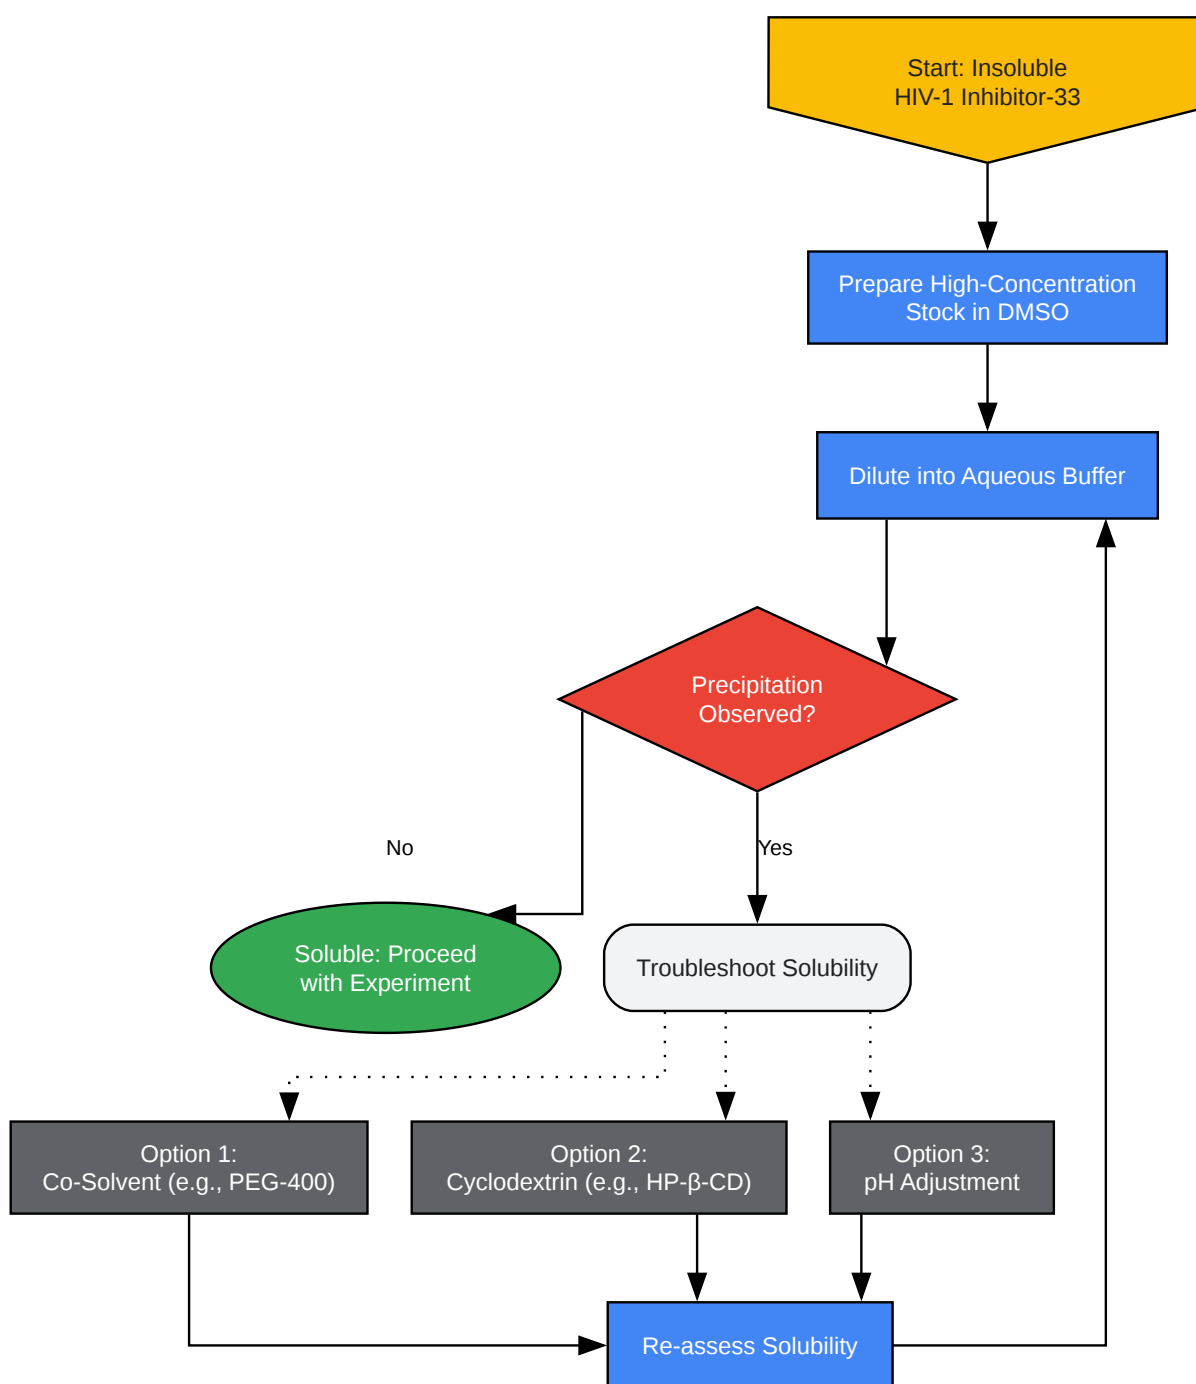 Start: Insoluble
HIV-1 Inhibitor-33
Prepare High-Concentration
Stock in DMSO
Dilute into Aqueous Buffer
Precipitation
Observed?
No
Yes
Soluble: Proceed
with Experiment
Troubleshoot Solubility
Option 1:
Co-Solvent (e.g., PEG-400)
Option 2:
Cyclodextrin (e.g., HP-β-CD)
Option 3:
pH Adjustment
Re-assess Solubility